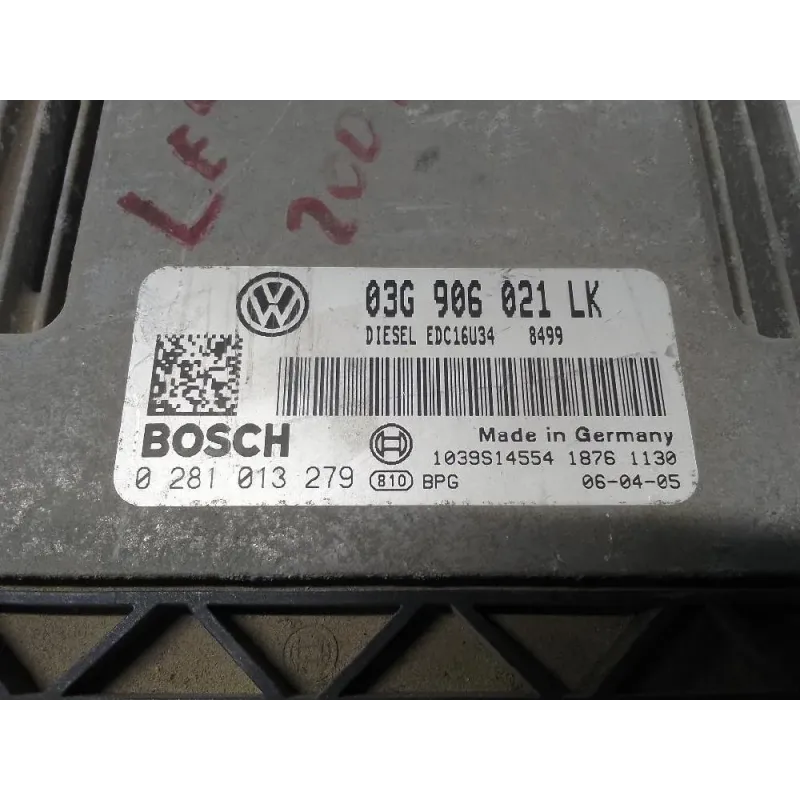 03G 906 021 LK
DIESEL EDC16U34 8499
BOSCH
Made in Germany
1039S14554 1876 1130
0 281 013 279 810 BPG 06-04-05